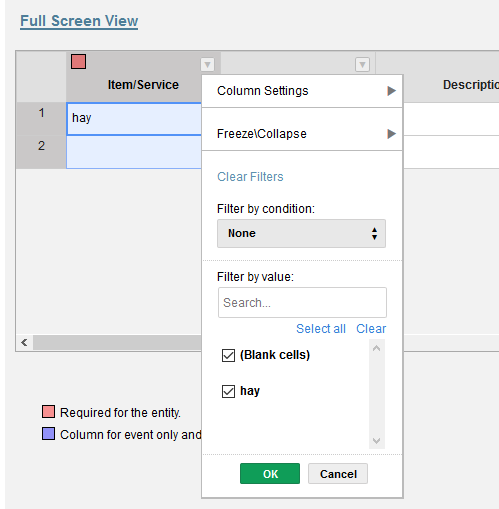 Full Screen View
Item/Service
Descriptio
1
hay
2
Column Settings
Freeze\Collapse
Clear Filters
Filter by condition:
None
Filter by value:
Search...
Select all Clear
(Blank cells)
hay
OK Cancel
Required for the entity.
Column for event only and